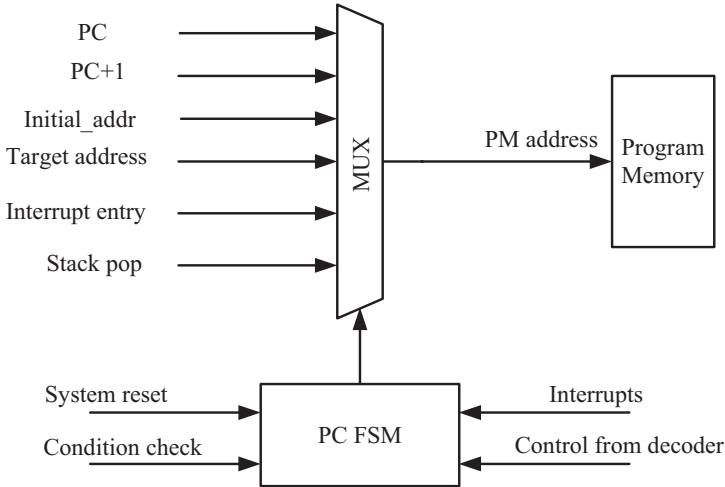 PC
PC+1
Initial_addr
Target address
Interrupt entry
Stack pop
MUX
PM address
Program
Memory
System reset
Condition check
PC FSM
Interrupts
Control from decoder